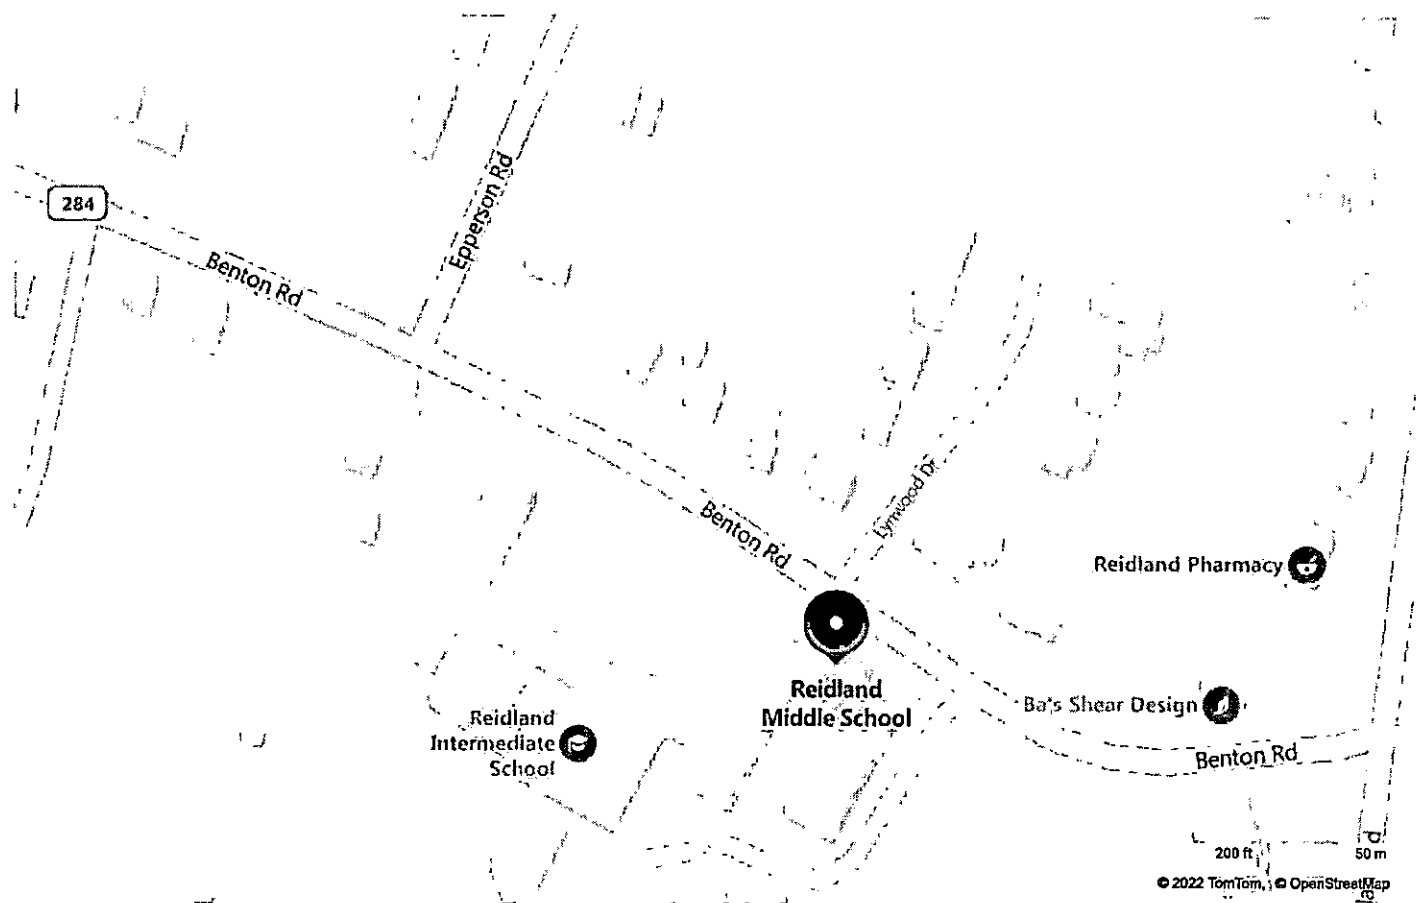 284
Benton Rd
Epperson Rd
Benton Rd
Lynwood Dr
Reidland Pharmacy
Reidland
Middle School
Reidland
Intermediate
School
Ba's Shear Design
Benton Rd
200 ft
50 m
© 2022 TomTom, © OpenStreetMap